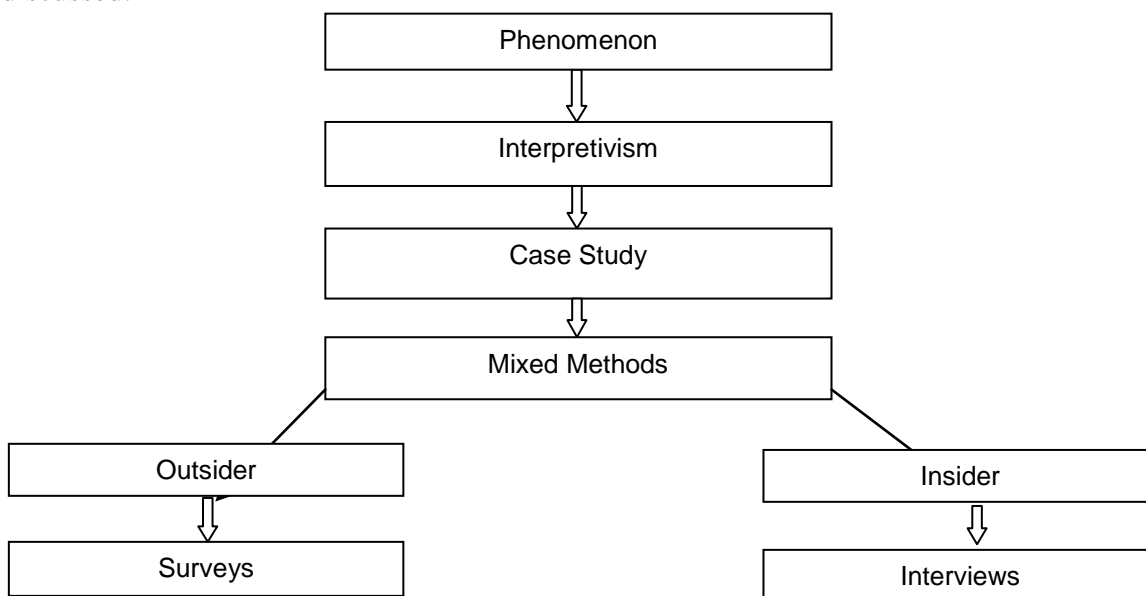 Phenomenon
Interpretivism
Case Study
Mixed Methods
Outsider
Insider
Surveys
Interviews